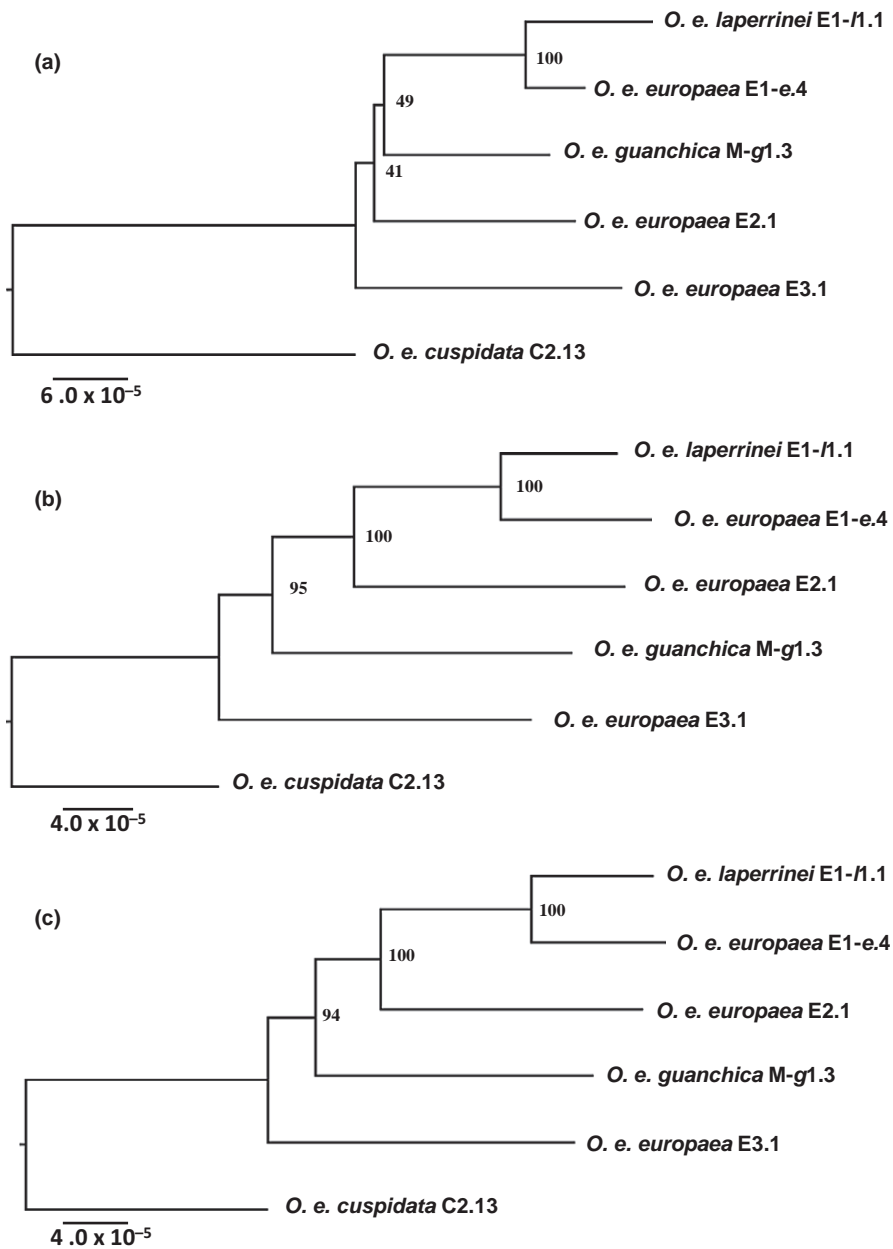 O. e. laperrinei E1-l1.1
(a)
100
O. e. europaea E1-e.4
49
O. e. guanchica M-g1.3
41
O. e. europaea E2.1
O. e. europaea E3.1
O. e. cuspidata C2.13
6 .0 x 10–5
O. e. laperrinei E1-l1.1
(b)
100
O. e. europaea E1-e.4
100
O. e. europaea E2.1
95
O. e. guanchica M-g1.3
O. e. europaea E3.1
O. e. cuspidata C2.13
4.0 x 10–5
O. e. laperrinei E1-l1.1
(c)
100
O. e. europaea E1-e.4
100
O. e. europaea E2.1
94
O. e. guanchica M-g1.3
O. e. europaea E3.1
O. e. cuspidata C2.13
4 .0 x 10–5